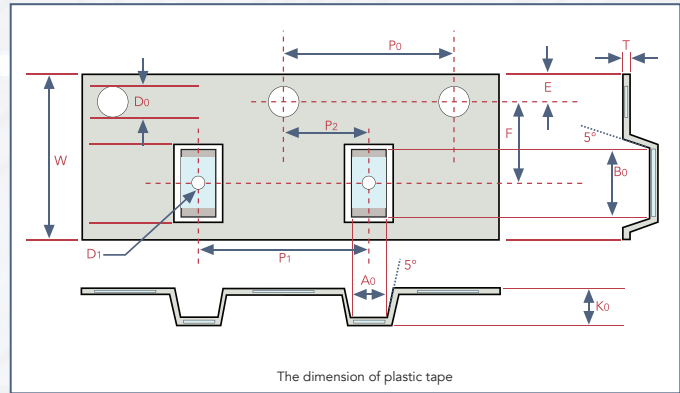 P0
T
E
D0
P2
F
5°
W
B0
D1
P1
A0
5°
K0
The dimension of plastic tape